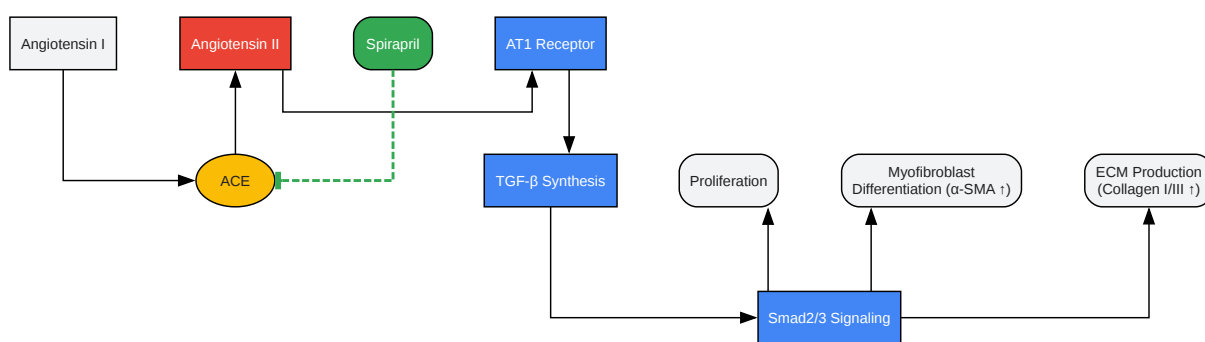 Angiotensin I
Angiotensin II
Spirapril
AT1 Receptor
ACE
TGF-β Synthesis
Proliferation
Myofibroblast
Differentiation (α-SMA ↑)
ECM Production
(Collagen I/III ↑)
Smad2/3 Signaling